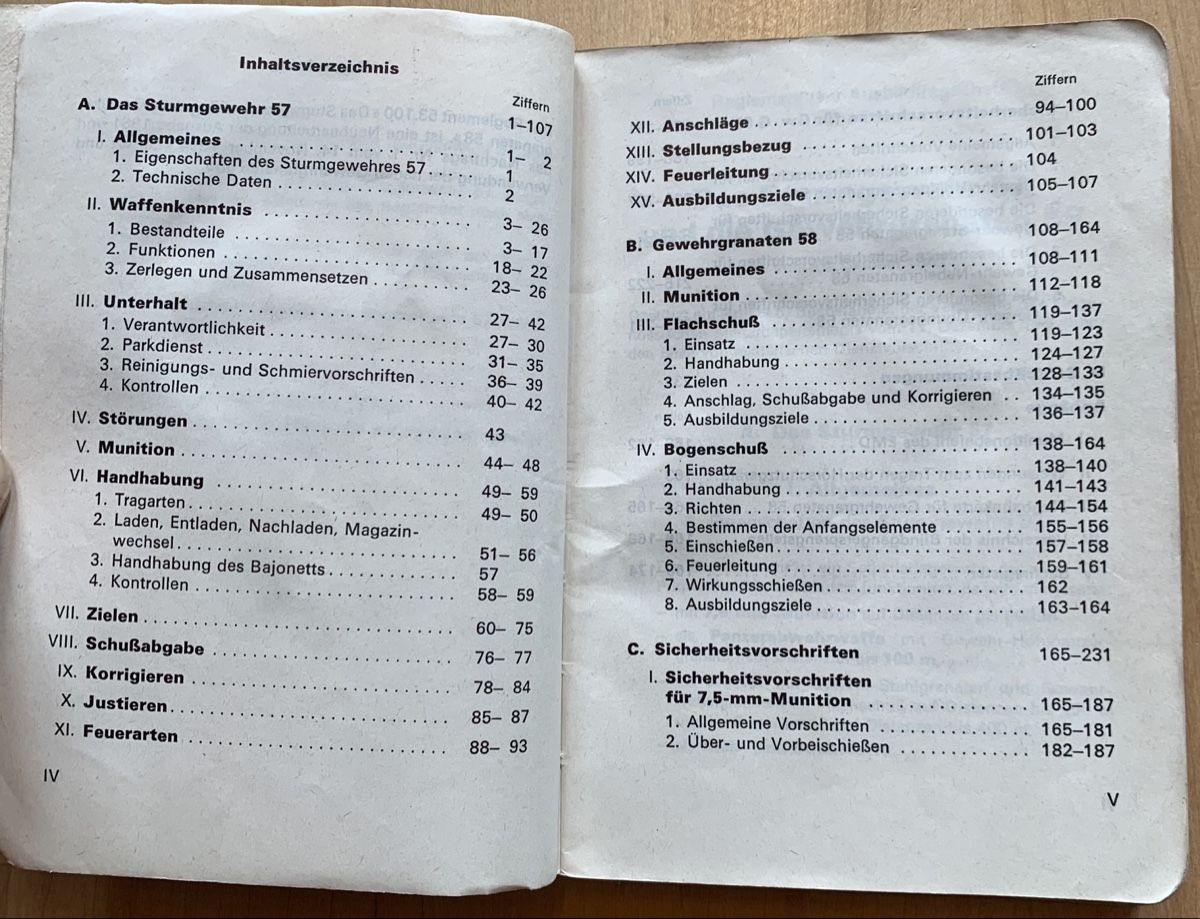 Inhaltsverzeichnis
Ziffern
A. Das Sturmgewehr 57 1–107
I. Allgemeines 1– 2
1. Eigenschaften des Sturmgewehres 57 1
2. Technische Daten 2
II. Waffenkenntnis 3– 26
1. Bestandteile 3– 17
2. Funktionen 18– 22
3. Zerlegen und Zusammensetzen 23– 26
III. Unterhalt 27– 42
1. Verantwortlichkeit 27– 30
2. Parkdienst 31– 35
3. Reinigungs- und Schmiervorschriften 36– 39
4. Kontrollen 40– 42
IV. Störungen 43
V. Munition 44– 48
VI. Handhabung 49– 59
1. Tragarten 49– 50
2. Laden, Entladen, Nachladen, Magazin-
wechsel 51– 56
3. Handhabung des Bajonetts 57
4. Kontrollen 58– 59
VII. Zielen 60– 75
VIII. Schußabgabe 76– 77
IX. Korrigieren 78– 84
X. Justieren 85– 87
XI. Feuerarten 88– 93
IV
Ziffern
XII. Anschläge 94–100
XIII. Stellungsbezug 101–103
XIV. Feuerleitung 104
XV. Ausbildungsziele 105–107
B. Gewehrgranaten 58 108–164
I. Allgemeines 108–111
II. Munition 112–118
III. Flachschuß 119–137
1. Einsatz 119–123
2. Handhabung 124–127
3. Zielen 128–133
4. Anschlag, Schußabgabe und Korrigieren 134–135
5. Ausbildungsziele 136–137
IV. Bogenschuß 138–164
1. Einsatz 138–140
2. Handhabung 141–143
3. Richten 144–154
4. Bestimmen der Anfangselemente 155–156
5. Einschießen 157–158
6. Feuerleitung 159–161
7. Wirkungsschießen 162
8. Ausbildungsziele 163–164
C. Sicherheitsvorschriften 165–231
I. Sicherheitsvorschriften
für 7,5-mm-Munition 165–187
1. Allgemeine Vorschriften 165–181
2. Über- und Vorbeischießen 182–187
V